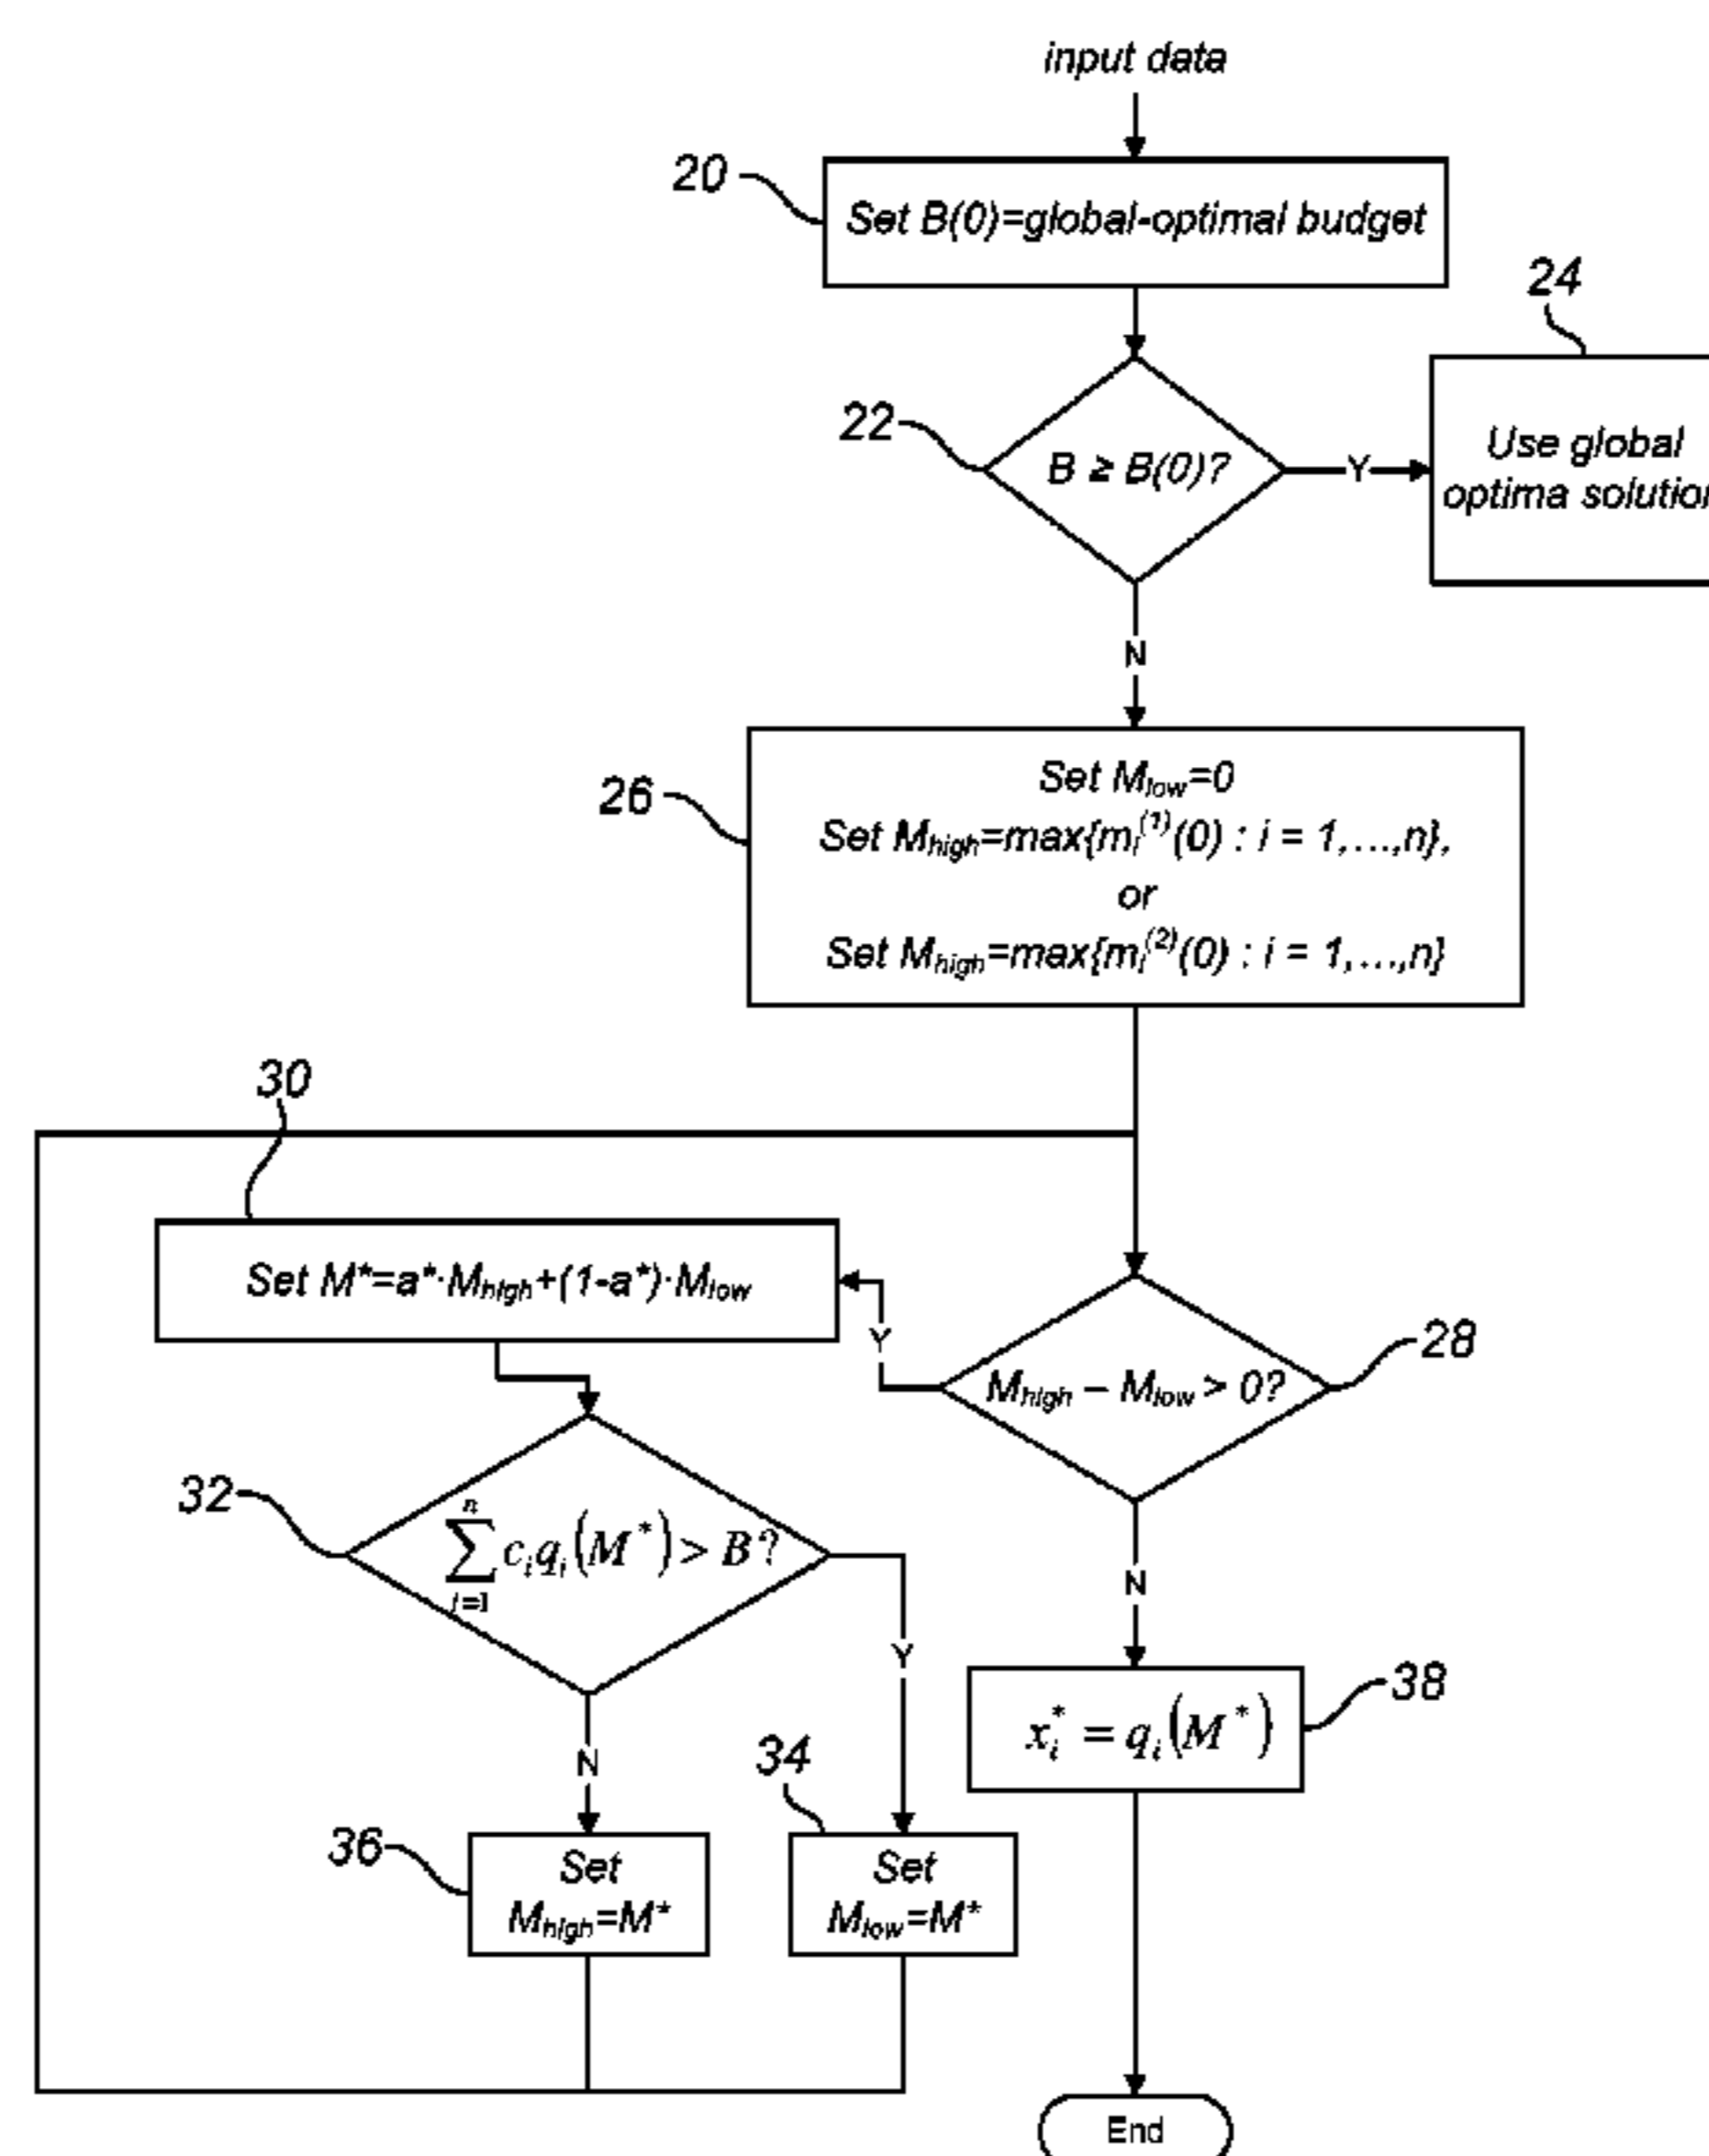 input data
20
Set B(0)=global-optimal budget
24
22
B ≥ B(0)?
Y
Use global
optima solution
N
26
Set M_low=0
Set M_high=max{m_i^(1)(0) : i = 1,...,n},
or
Set M_high=max{m_i^(2)(0) : i = 1,...,n}
30
Set M*=a*·M_high+(1-a*)·M_low
Y
28
M_high – M_low > 0?
32
∑_{i=1}^{n} c_i q_i(M*) > B?
N
Y
38
x_i^* = q_i(M*)
N
34
36
Set
M_high=M*
Set
M_low=M*
End